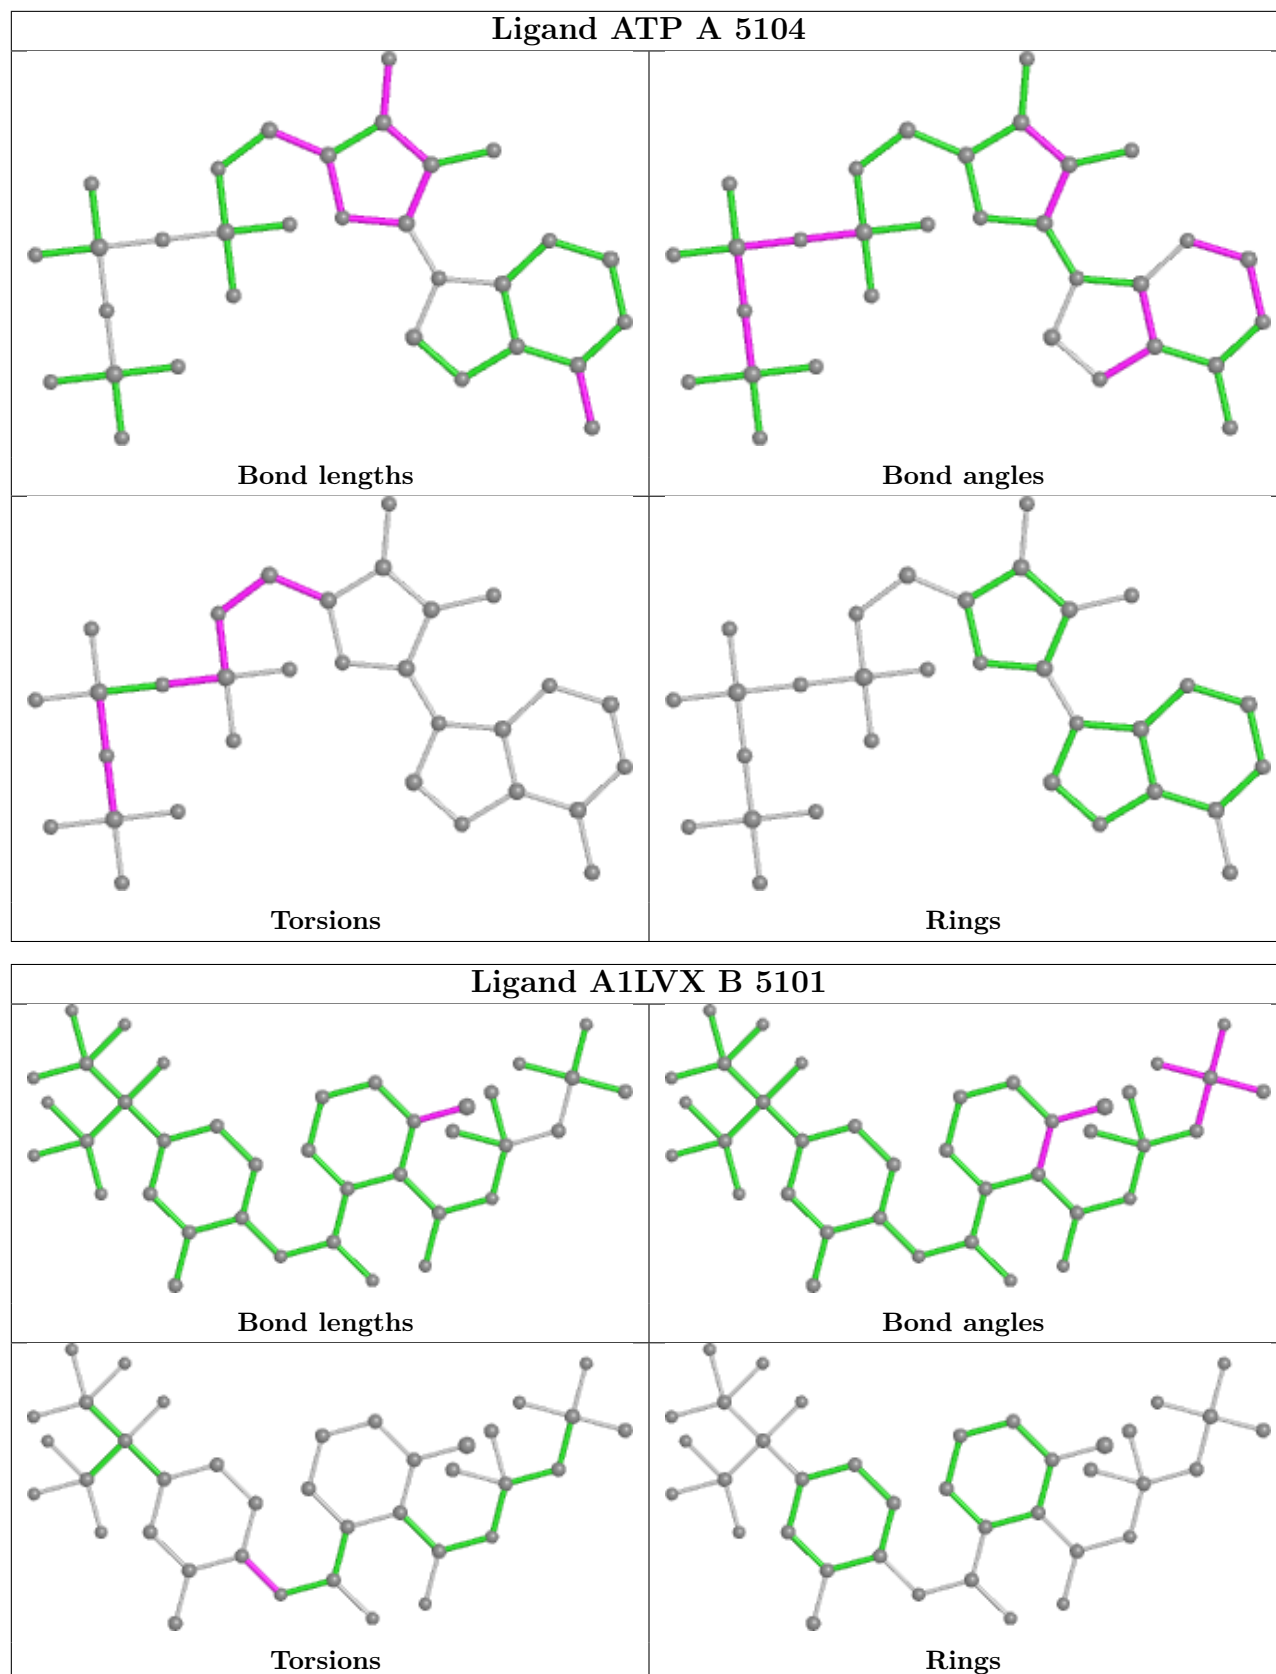 Ligand ATP A 5104
Bond lengths
Bond angles
Torsions
Rings
Ligand A1LVX B 5101
Bond lengths
Bond angles
Torsions
Rings